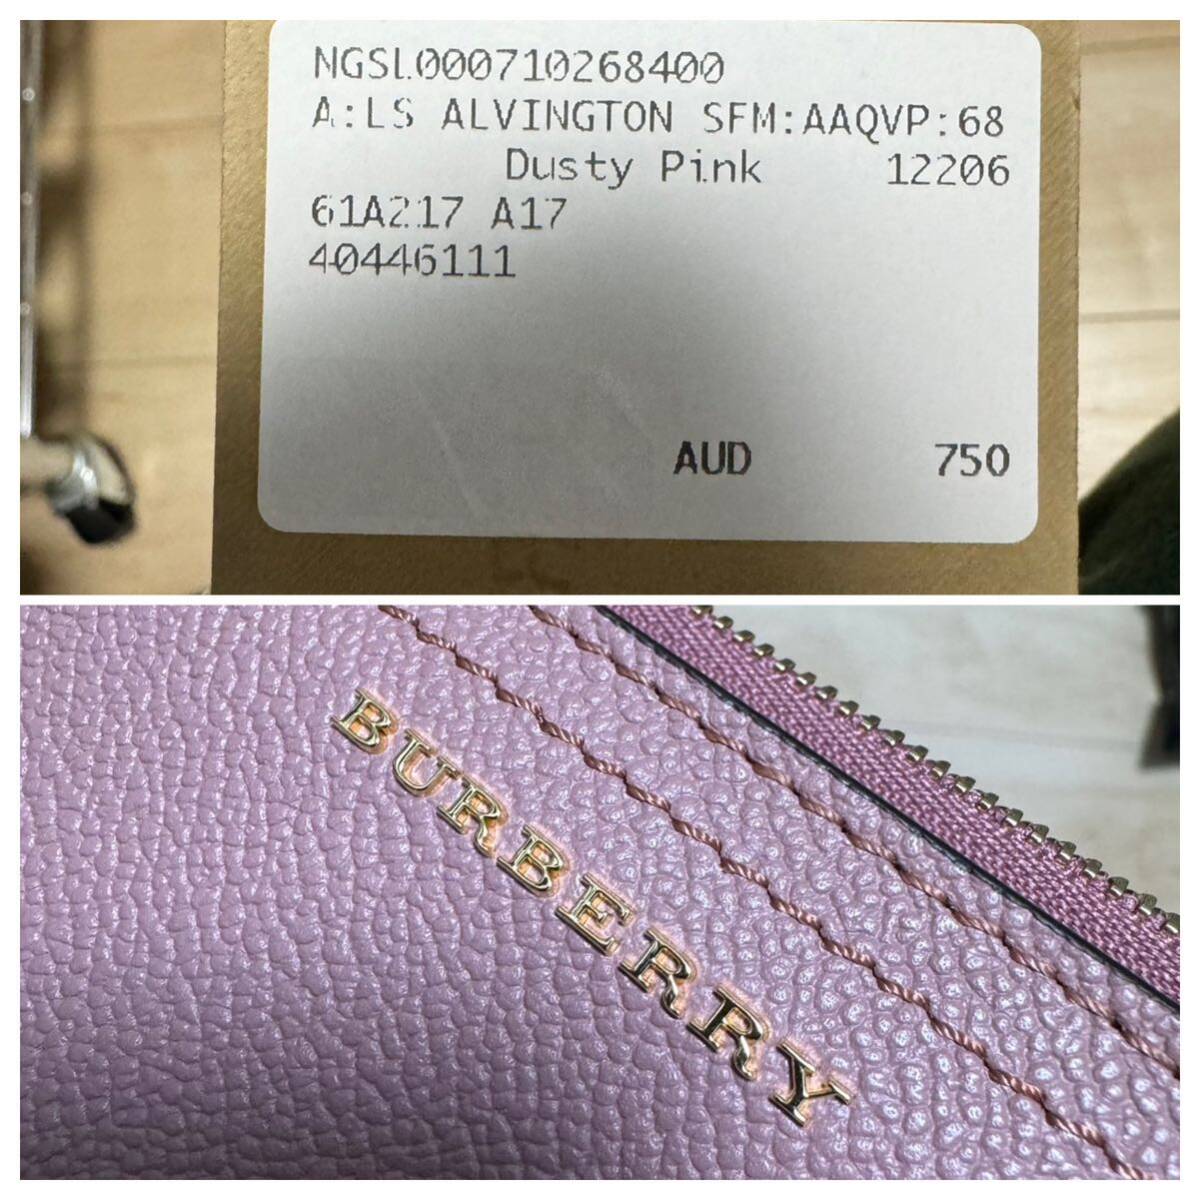 NGSL000710268400
A:LS ALVINGTON SFM:AAQVP:68
Dusty Pink 12206
61A217 A17
40446111
AUD 750
BURBERRY